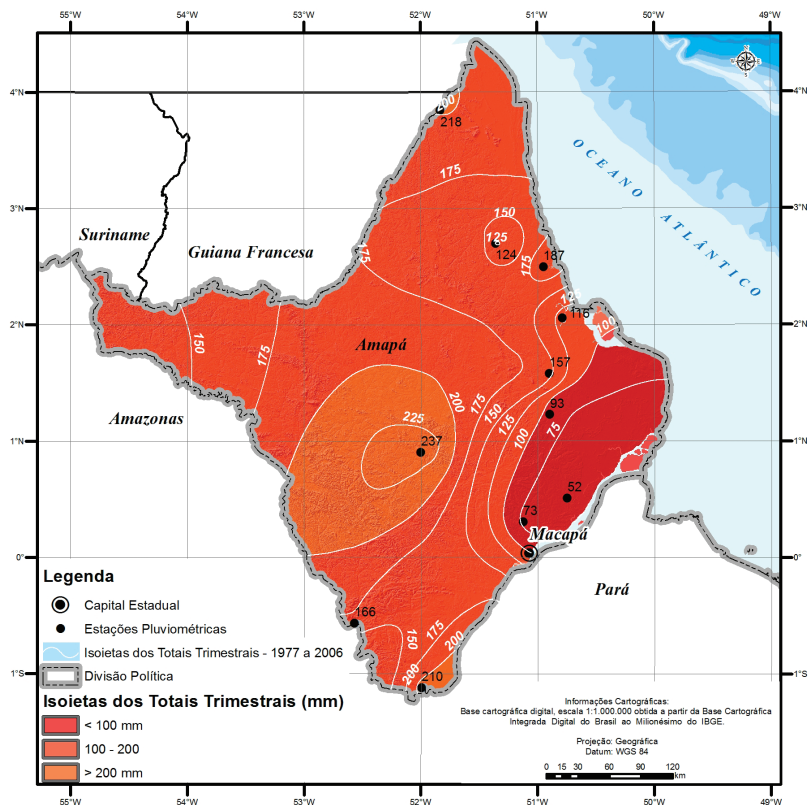 55°W 54°W 53°W 52°W 51°W 50°W 49°W
4°N 4°N
3°N 3°N
2°N 2°N
1°N 1°N
0° 0°
1°S 1°S
N
S
200
218
175
OCEANO ATLÂNTICO
Suriname
Guiana Francesa
150
125
124
187
175
175
125
116
100
150
175
Amapá
157
Amazonas
200
175
150
125
100
93
75
225
237
52
73
Macapá
Pará
166
150
175
200
200
210
Legenda
Capital Estadual
Estações Pluviométricas
Isoietas dos Totais Trimestrais - 1977 a 2006
Divisão Política
Isoietas dos Totais Trimestrais (mm)
< 100 mm
100 - 200
> 200 mm
Informações Cartográficas:
Base cartográfica digital, escala 1:1.000.000 obtida a partir da Base Cartográfica
Integrada Digital do Brasil ao Milionésimo do IBGE.
Projeção: Geográfica
Datum: WGS 84
0 15 30 60 90 120
km
55°W 54°W 53°W 52°W 51°W 50°W 49°W